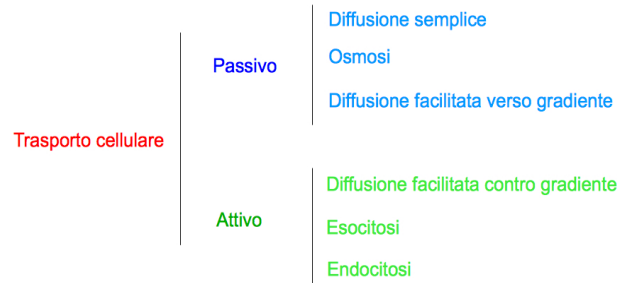 Trasporto cellulare
Passivo
Diffusione semplice
Osmosi
Diffusione facilitata verso gradiente
Attivo
Diffusione facilitata contro gradiente
Esocitosi
Endocitosi